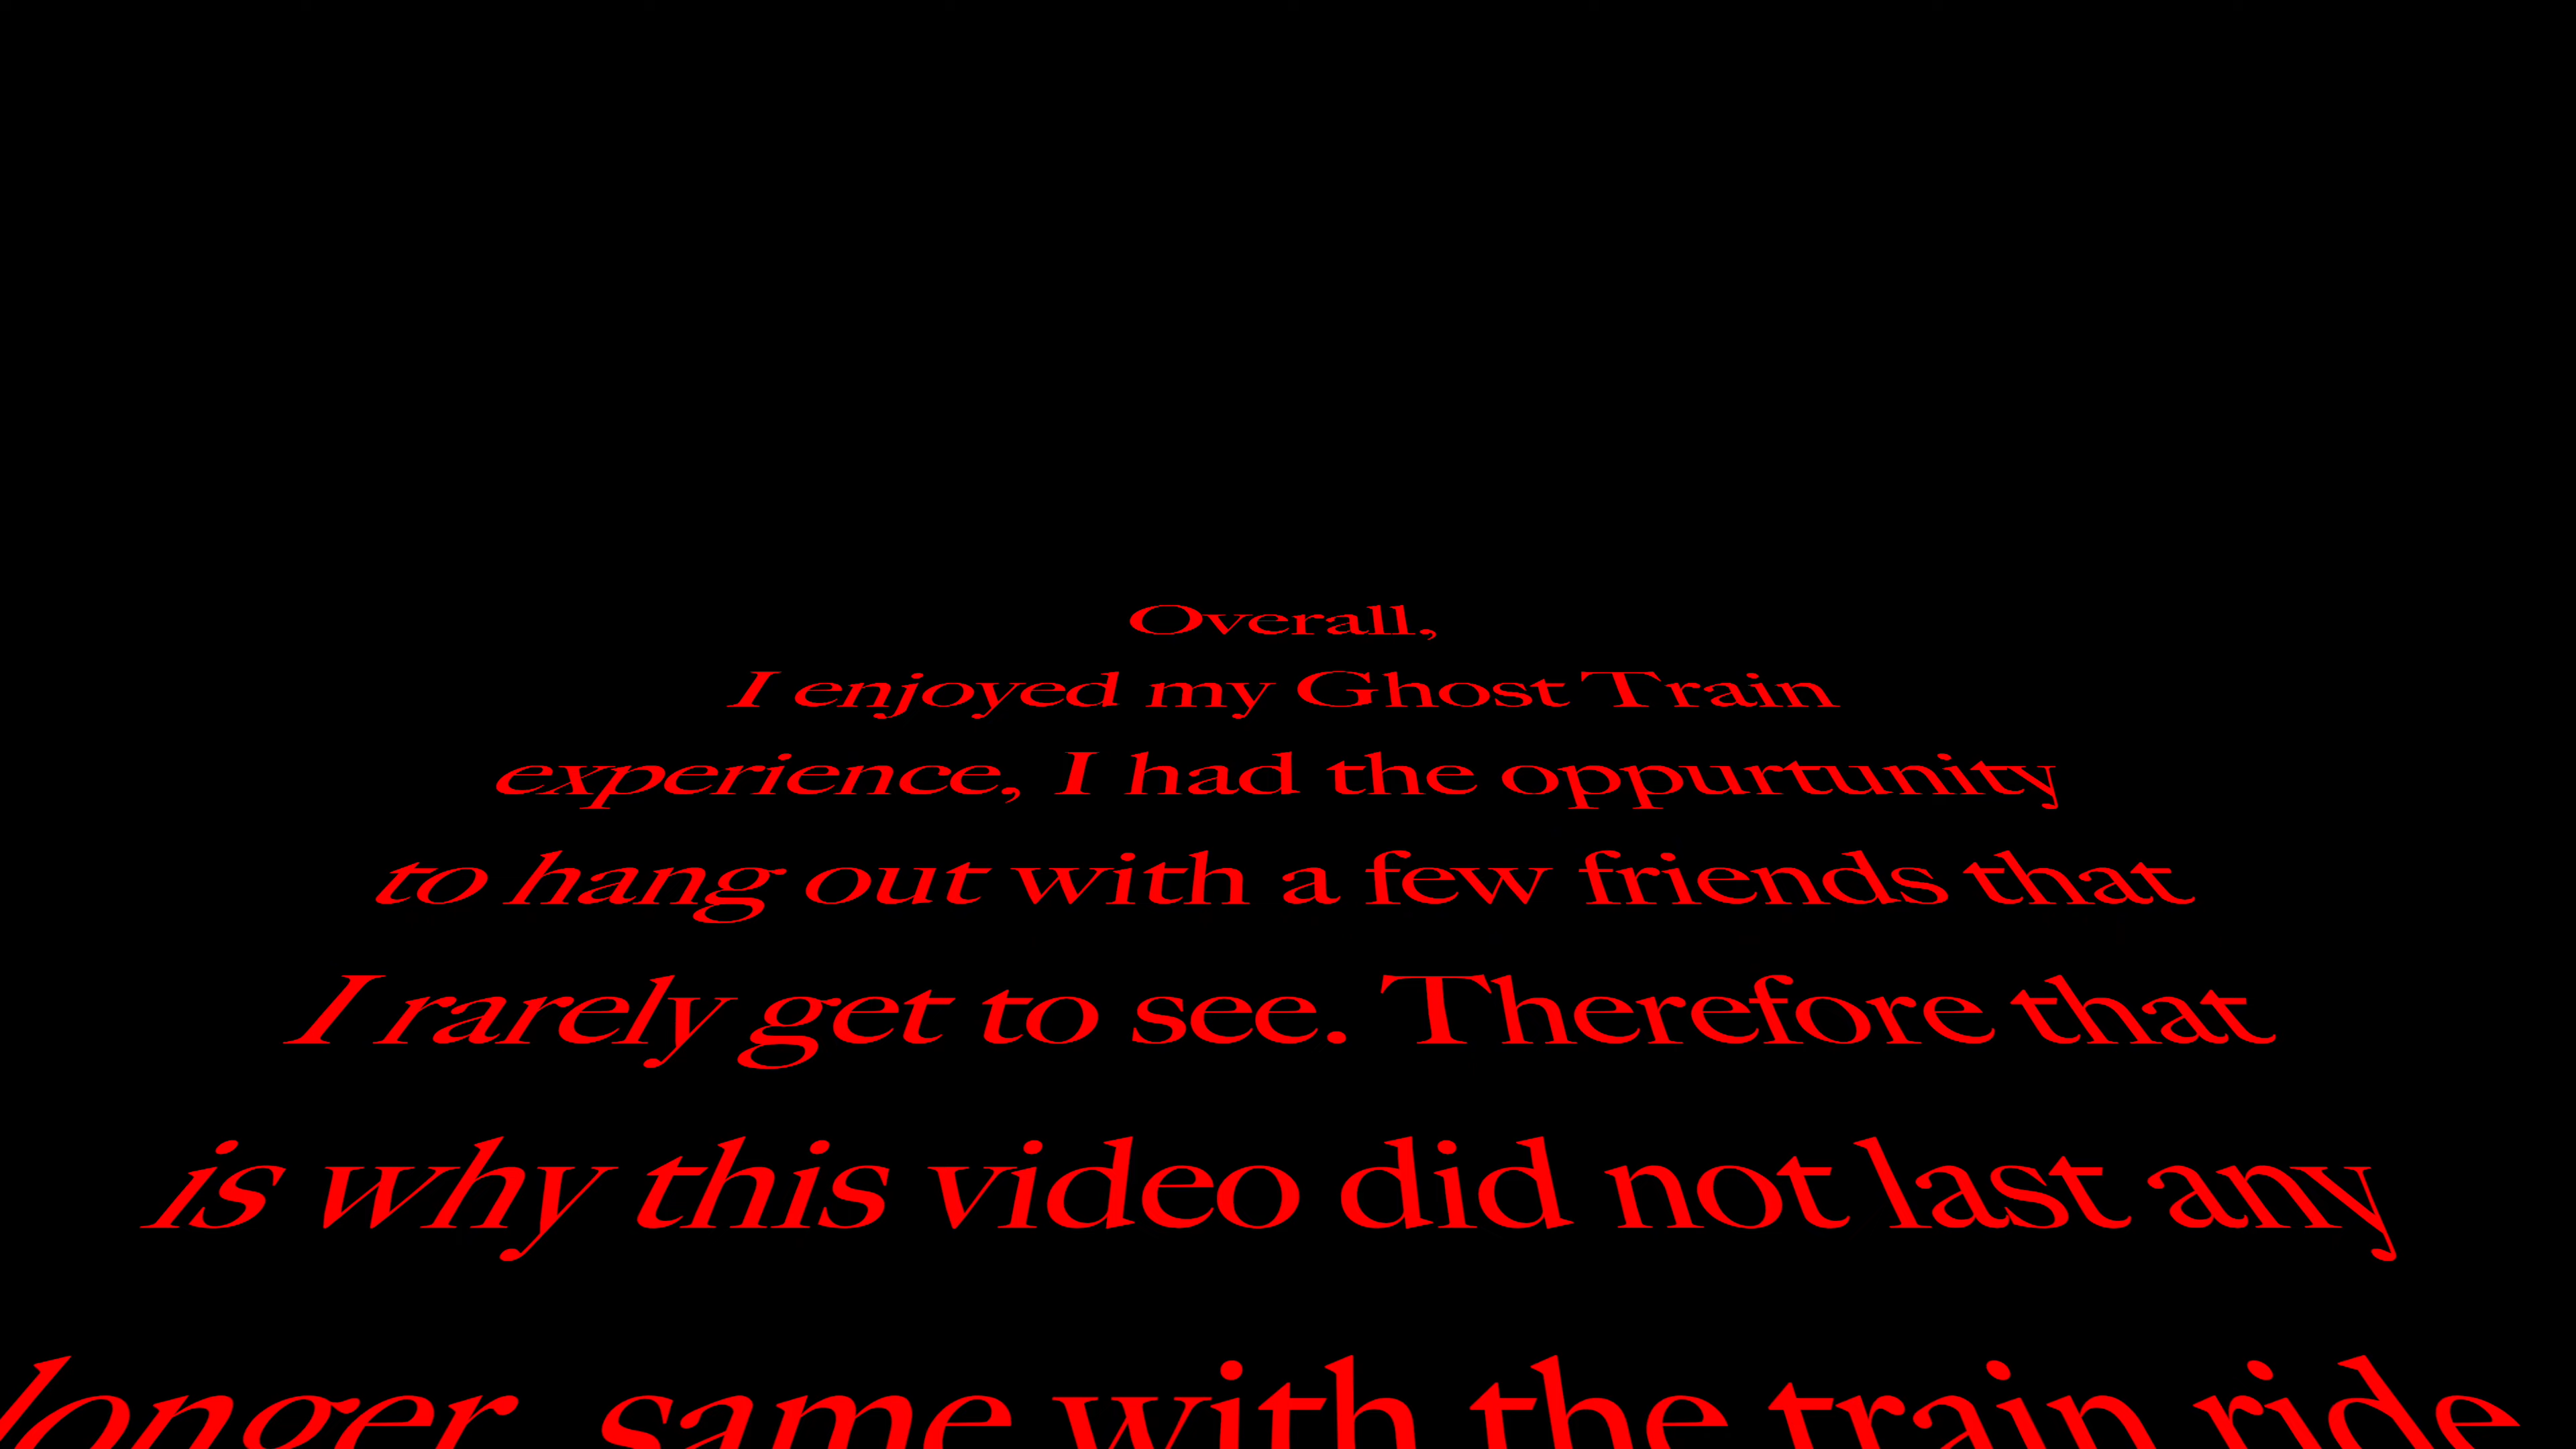 Overall,
I enjoyed my Ghost Train
experience, I had the oppurtunity
to hang out with a few friends that
I rarely get to see. Therefore that
is why this video did not last any
longer, same with the train ride